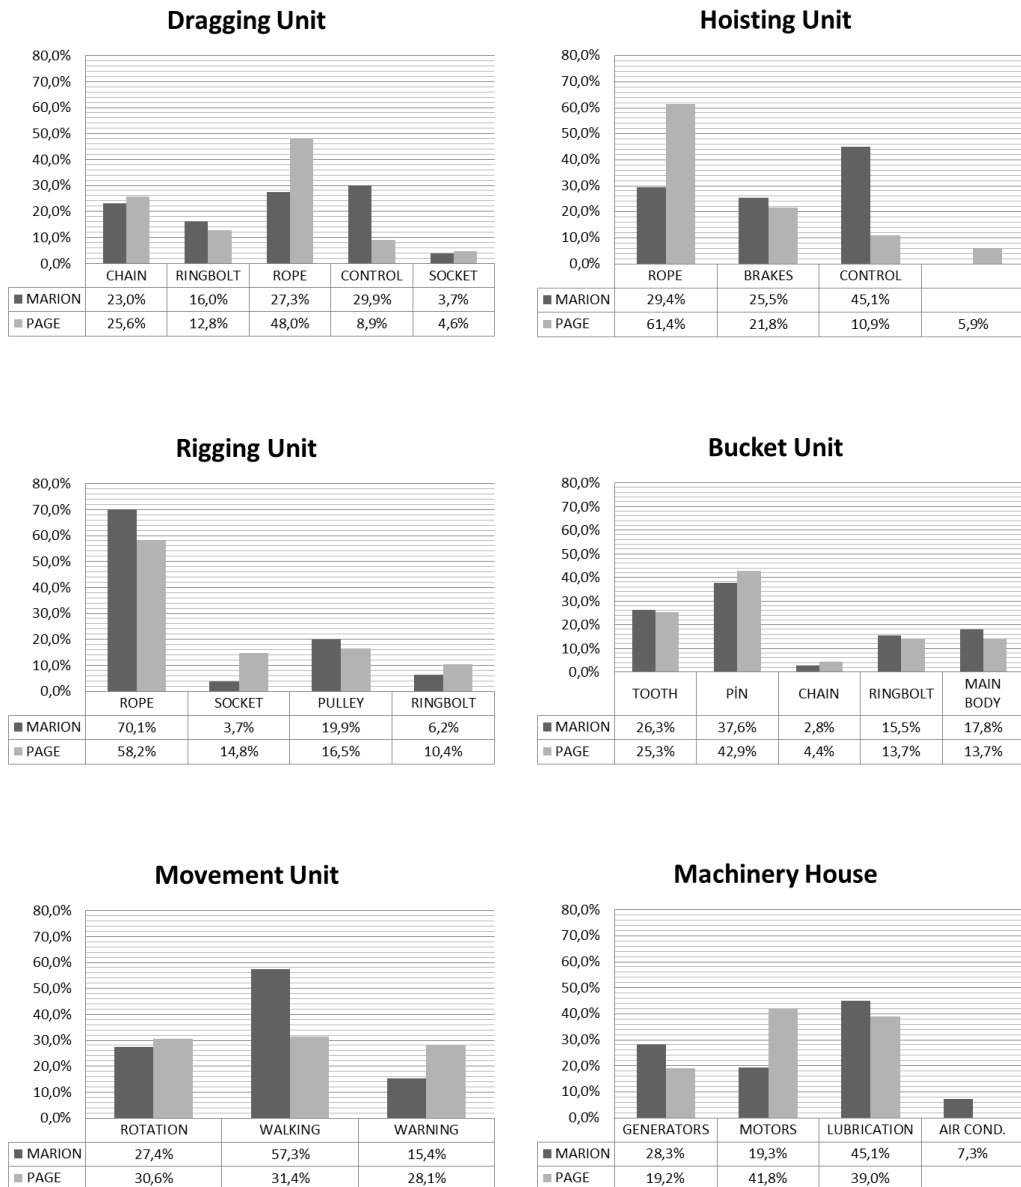 Dragging Unit
80,0%
70,0%
60,0%
50,0%
40,0%
30,0%
20,0%
10,0%
0,0%
CHAIN RINGBOLT ROPE CONTROL SOCKET
MARION 23,0% 16,0% 27,3% 29,9% 3,7%
PAGE 25,6% 12,8% 48,0% 8,9% 4,6%
Hoisting Unit
80,0%
70,0%
60,0%
50,0%
40,0%
30,0%
20,0%
10,0%
0,0%
ROPE BRAKES CONTROL
MARION 29,4% 25,5% 45,1%
PAGE 61,4% 21,8% 10,9% 5,9%
Rigging Unit
80,0%
70,0%
60,0%
50,0%
40,0%
30,0%
20,0%
10,0%
0,0%
ROPE SOCKET PULLEY RINGBOLT
MARION 70,1% 3,7% 19,9% 6,2%
PAGE 58,2% 14,8% 16,5% 10,4%
Bucket Unit
80,0%
70,0%
60,0%
50,0%
40,0%
30,0%
20,0%
10,0%
0,0%
TOOTH PİN CHAIN RINGBOLT MAIN
BODY
MARION 26,3% 37,6% 2,8% 15,5% 17,8%
PAGE 25,3% 42,9% 4,4% 13,7% 13,7%
Movement Unit
80,0%
70,0%
60,0%
50,0%
40,0%
30,0%
20,0%
10,0%
0,0%
ROTATION WALKING WARNING
MARION 27,4% 57,3% 15,4%
PAGE 30,6% 31,4% 28,1%
Machinery House
80,0%
70,0%
60,0%
50,0%
40,0%
30,0%
20,0%
10,0%
0,0%
GENERATORS MOTORS LUBRICATION AIR COND.
MARION 28,3% 19,3% 45,1% 7,3%
PAGE 19,2% 41,8% 39,0%